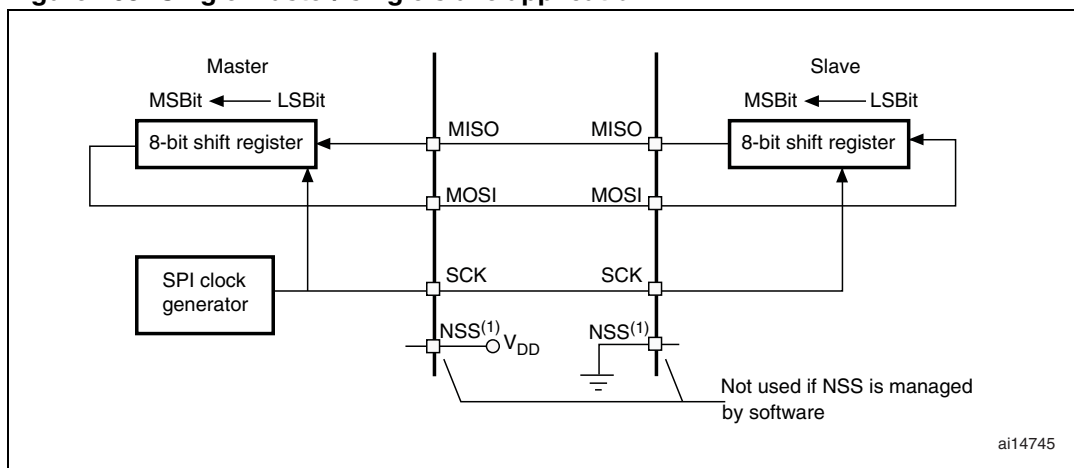 Master
Slave
MSBit LSBit
MSBit LSBit
8-bit shift register
MISO
MISO
8-bit shift register
MOSI
MOSI
SPI clock
generator
SCK
SCK
NSS(1)
VDD
NSS(1)
Not used if NSS is managed
by software
ai14745